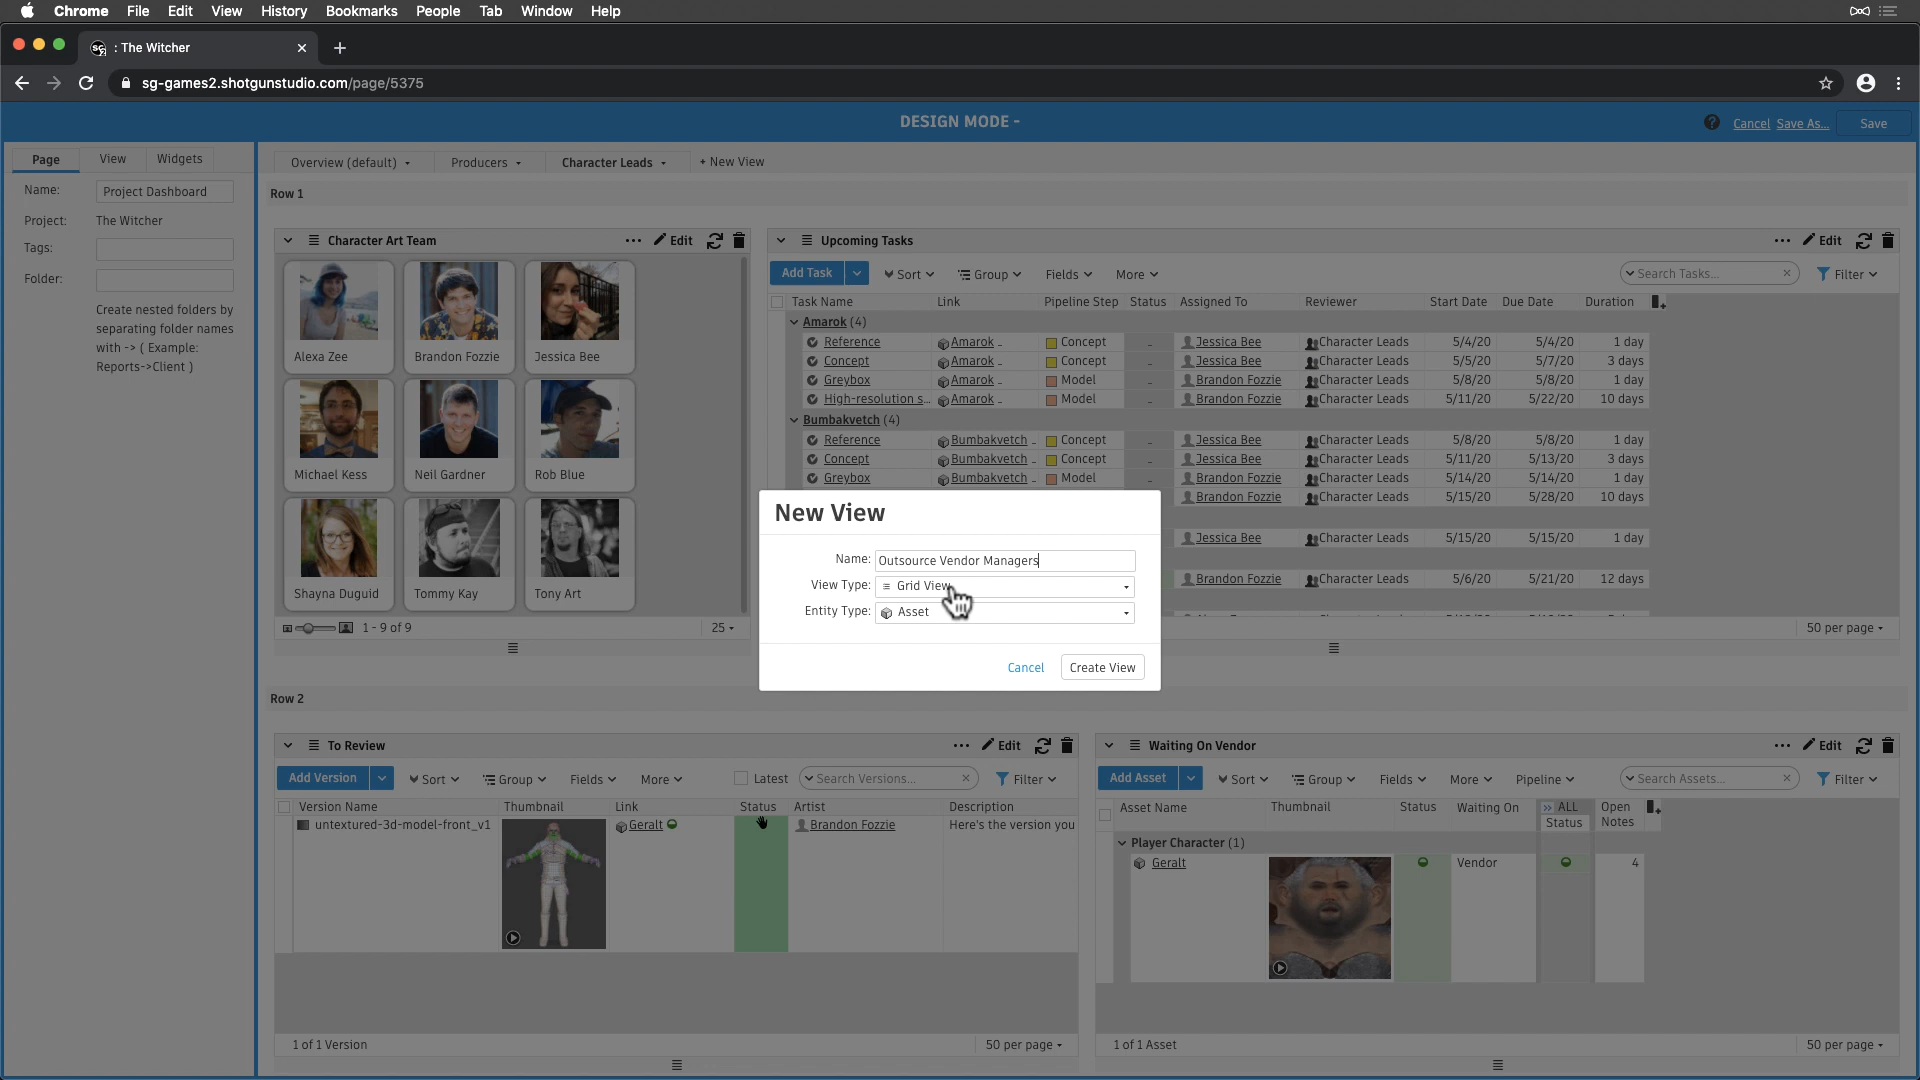 Chrome File Edit View History Bookmarks People Tab Window Help
: The Witcher
sg-games2.shotgunstudio.com/page/5375
DESIGN MODE -
Cancel Save As... Save
Page View Widgets
Name: Project Dashboard
Project: The Witcher
Tags:
Folder:
Create nested folders by
separating folder names
with -> ( Example:
Reports->Client )
Overview (default) Producers Character Leads + New View
Row 1
Character Art Team
Edit
Alexa Zee Brandon Fozzie Jessica Bee
Michael Kess Neil Gardner Rob Blue
Shayna Duguid Tommy Kay Tony Art
1 - 9 of 9 25
Upcoming Tasks
Edit
Add Task Sort Group Fields More Search Tasks... Filter
Task Name Link Pipeline Step Status Assigned To Reviewer Start Date Due Date Duration
Amarok (4)
Reference Amarok Concept - Jessica Bee Character Leads 5/4/20 5/4/20 1 day
Concept Amarok Concept - Jessica Bee Character Leads 5/5/20 5/7/20 3 days
Greybox Amarok Model - Brandon Fozzie Character Leads 5/8/20 5/8/20 1 day
High-resolution s... Amarok Model - Brandon Fozzie Character Leads 5/11/20 5/22/20 10 days
Bumbakvetch (4)
Reference Bumbakvetch Concept - Jessica Bee Character Leads 5/8/20 5/8/20 1 day
Concept Bumbakvetch Concept - Jessica Bee Character Leads 5/11/20 5/13/20 3 days
Greybox Bumbakvetch Model - Brandon Fozzie Character Leads 5/14/20 5/14/20 1 day
Brandon Fozzie Character Leads 5/15/20 5/28/20 10 days
Jessica Bee Character Leads 5/15/20 5/15/20 1 day
Brandon Fozzie Character Leads 5/6/20 5/21/20 12 days
50 per page
New View
Name: Outsource Vendor Managers
View Type: Grid View
Entity Type: Asset
Cancel Create View
Row 2
To Review
Edit
Add Version Sort Group Fields More Latest Search Versions... Filter
Version Name Thumbnail Link Status Artist Description
untextured-3d-model-front_v1 Geralt Brandon Fozzie Here's the version you
1 of 1 Version 50 per page
Waiting On Vendor
Edit
Add Asset Sort Group Fields More Pipeline Search Assets... Filter
Asset Name Thumbnail Status Waiting On ALL Status Open Notes
Player Character (1)
Geralt Vendor 4
1 of 1 Asset 50 per page